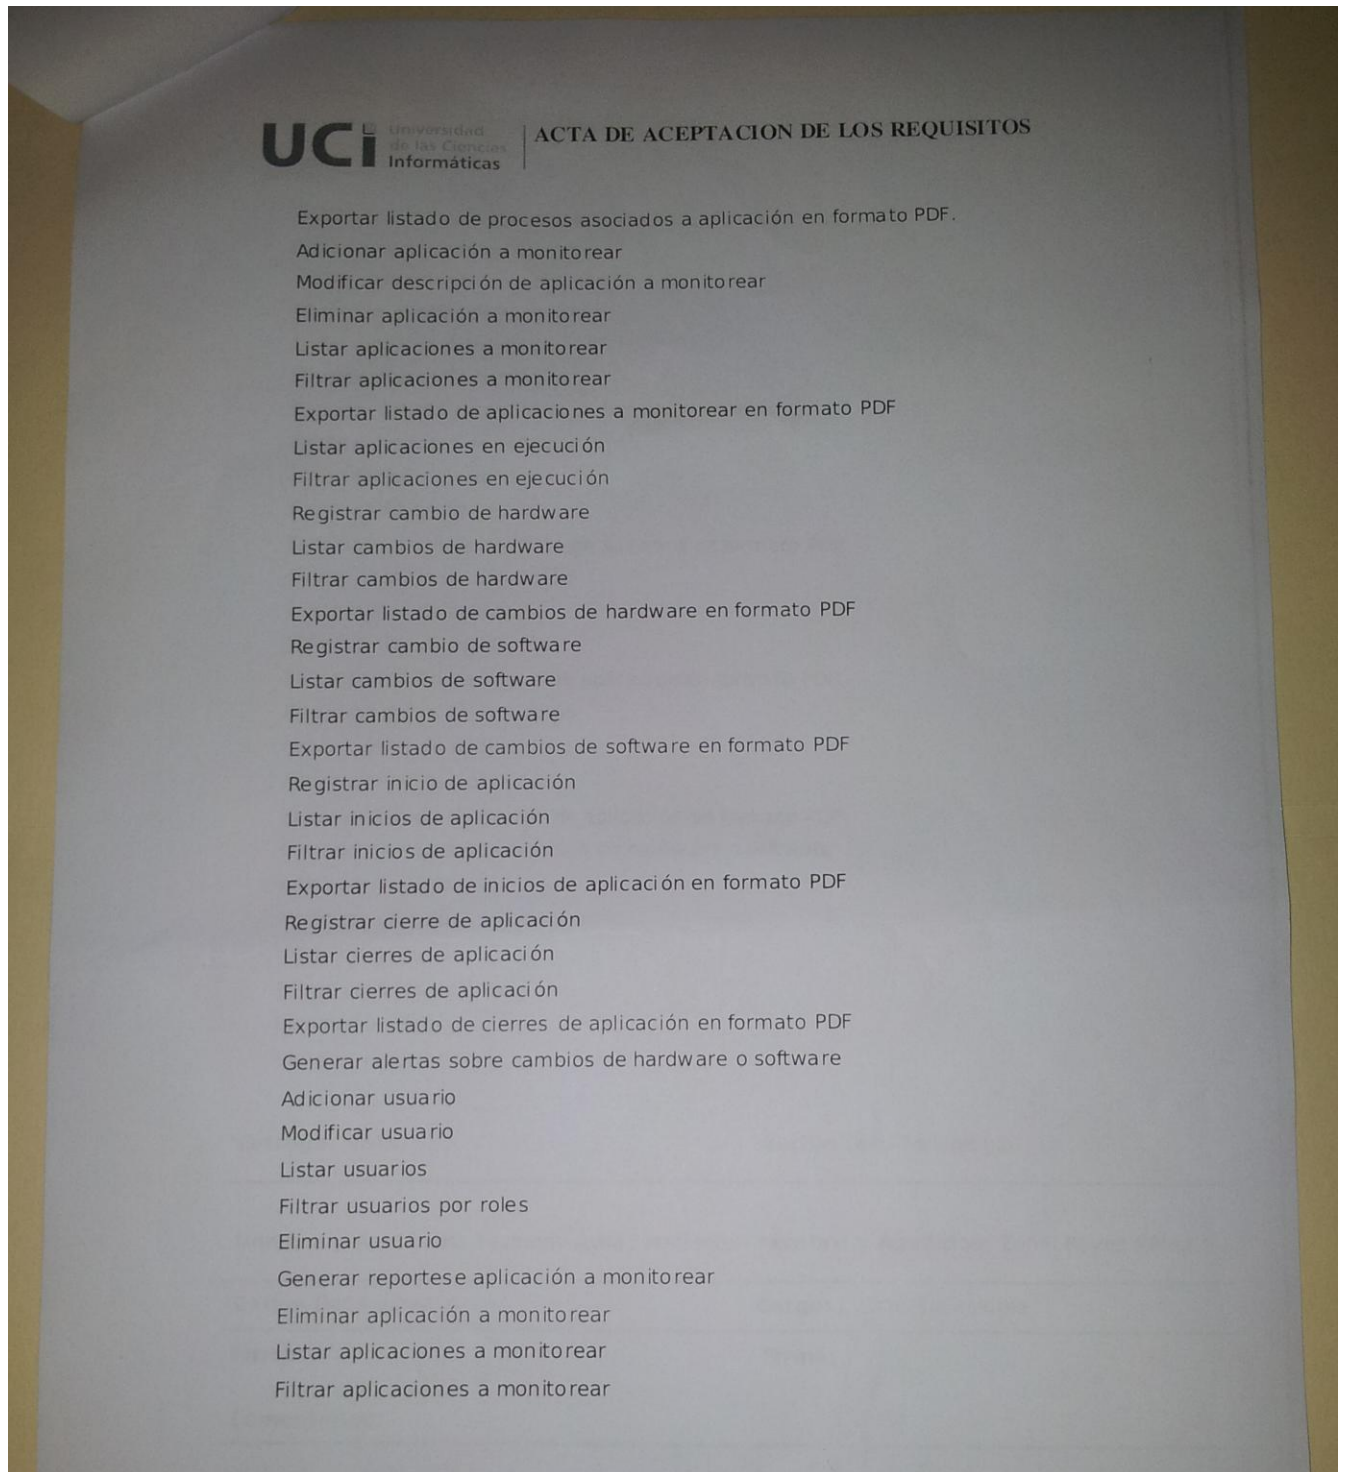 UCi Universidad
de las Ciencias
Informáticas
ACTA DE ACEPTACION DE LOS REQUISITOS
Exportar listado de procesos asociados a aplicación en formato PDF.
Adicionar aplicación a monitorear
Modificar descripción de aplicación a monitorear
Eliminar aplicación a monitorear
Listar aplicaciones a monitorear
Filtrar aplicaciones a monitorear
Exportar listado de aplicaciones a monitorear en formato PDF
Listar aplicaciones en ejecución
Filtrar aplicaciones en ejecución
Registrar cambio de hardware
Listar cambios de hardware
Filtrar cambios de hardware
Exportar listado de cambios de hardware en formato PDF
Registrar cambio de software
Listar cambios de software
Filtrar cambios de software
Exportar listado de cambios de software en formato PDF
Registrar inicio de aplicación
Listar inicios de aplicación
Filtrar inicios de aplicación
Exportar listado de inicios de aplicación en formato PDF
Registrar cierre de aplicación
Listar cierres de aplicación
Filtrar cierres de aplicación
Exportar listado de cierres de aplicación en formato PDF
Generar alertas sobre cambios de hardware o software
Adicionar usuario
Modificar usuario
Listar usuarios
Filtrar usuarios por roles
Eliminar usuario
Generar reportese aplicación a monitorear
Eliminar aplicación a monitorear
Listar aplicaciones a monitorear
Filtrar aplicaciones a monitorear